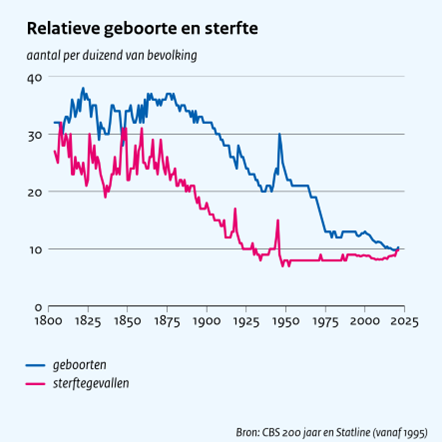 Relatieve geboorte en sterfte
aantal per duizend van bevolking
40
30
20
10
0
1800 1825 1850 1875 1900 1925 1950 1975 2000 2025
geboorten
sterftegevallen
Bron: CBS 200 jaar en Statline (vanaf 1995)